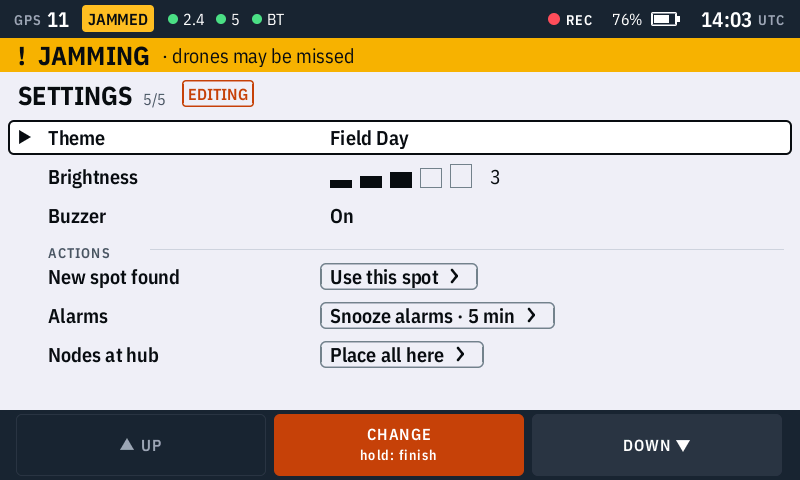 GPS 11 JAMMED 2.4 5 BT REC 76% 14:03 UTC
! JAMMING · drones may be missed
SETTINGS 5/5 EDITING
Theme Field Day
Brightness 3
Buzzer On
ACTIONS
New spot found Use this spot
Alarms Snooze alarms · 5 min
Nodes at hub Place all here
UP CHANGE DOWN
hold: finish